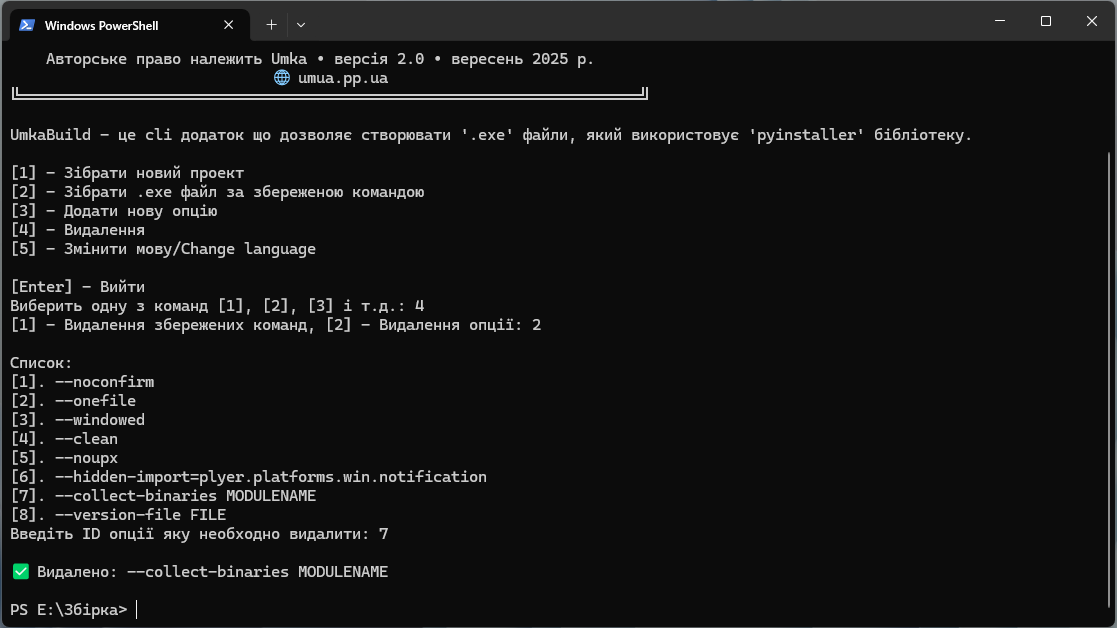 Windows PowerShell
Авторське право належить Umka • версія 2.0 • вересень 2025 р.
umua.pp.ua
UmkaBuild - це cli додаток що дозволяє створювати '.exe' файли, який використовує 'pyinstaller' бібліотеку.
[1] - Зібрати новий проект
[2] - Зібрати .exe файл за збереженою командою
[3] - Додати нову опцію
[4] - Видалення
[5] - Змінити мову/Change language
[Enter] - Вийти
Виберить одну з команд [1], [2], [3] і т.д.: 4
[1] - Видалення збережених команд, [2] - Видалення опції: 2
Список:
[1]. --noconfirm
[2]. --onefile
[3]. --windowed
[4]. --clean
[5]. --noupx
[6]. --hidden-import=plyer.platforms.win.notification
[7]. --collect-binaries MODULENAME
[8]. --version-file FILE
Введіть ID опції яку необхідно видалити: 7
✅ Видалено: --collect-binaries MODULENAME
PS E:\Збірка>